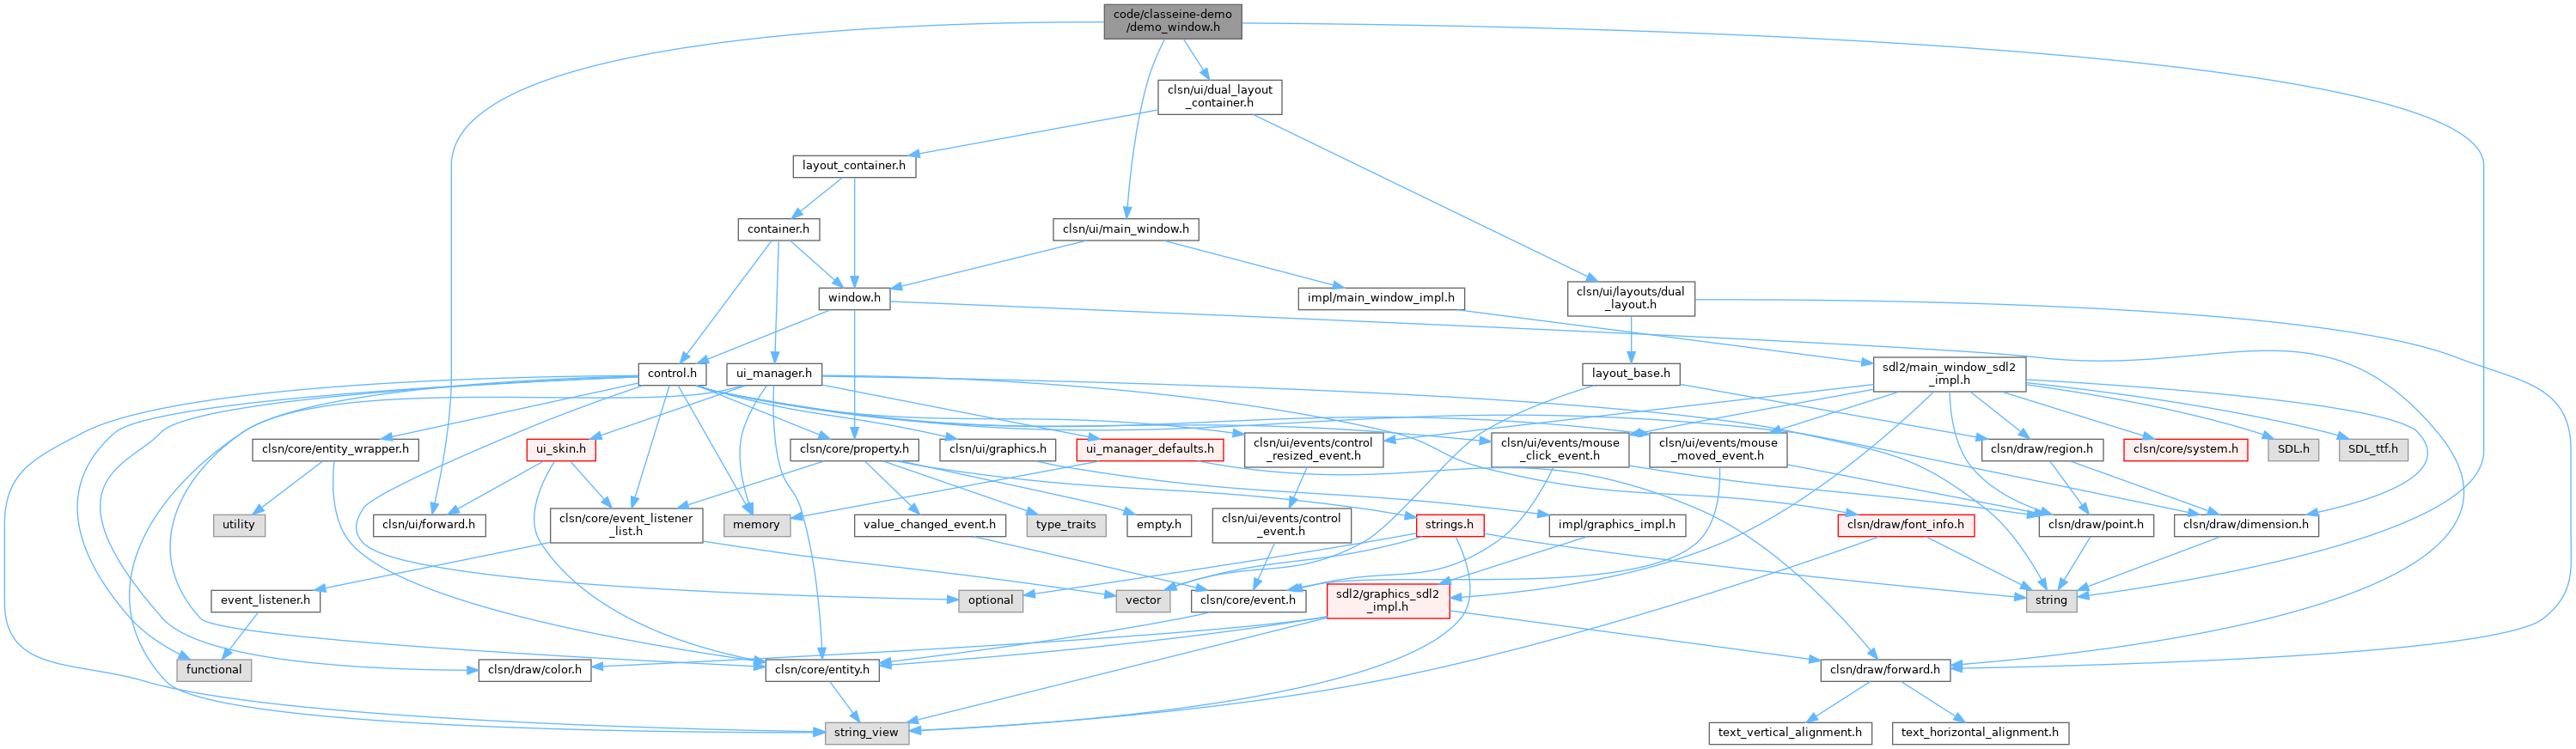 code/classeine-demo
/demo_window.h
clsn/ui/dual_layout
_container.h
layout_container.h
container.h
clsn/ui/main_window.h
window.h
impl/main_window_impl.h
clsn/ui/layouts/dual
_layout.h
control.h
ui_manager.h
layout_base.h
sdl2/main_window_sdl2
_impl.h
clsn/core/entity_wrapper.h
ui_skin.h
clsn/core/property.h
clsn/ui/graphics.h
ui_manager_defaults.h
clsn/ui/events/control
_resized_event.h
clsn/ui/events/mouse
_click_event.h
clsn/ui/events/mouse
_moved_event.h
clsn/draw/region.h
clsn/core/system.h
SDL.h
SDL_ttf.h
utility
clsn/ui/forward.h
clsn/core/event_listener
_list.h
memory
value_changed_event.h
type_traits
empty.h
clsn/ui/events/control
_event.h
strings.h
impl/graphics_impl.h
clsn/draw/font_info.h
clsn/draw/point.h
clsn/draw/dimension.h
event_listener.h
optional
vector
clsn/core/event.h
sdl2/graphics_sdl2
_impl.h
string
functional
clsn/draw/color.h
clsn/core/entity.h
clsn/draw/forward.h
string_view
text_vertical_alignment.h
text_horizontal_alignment.h